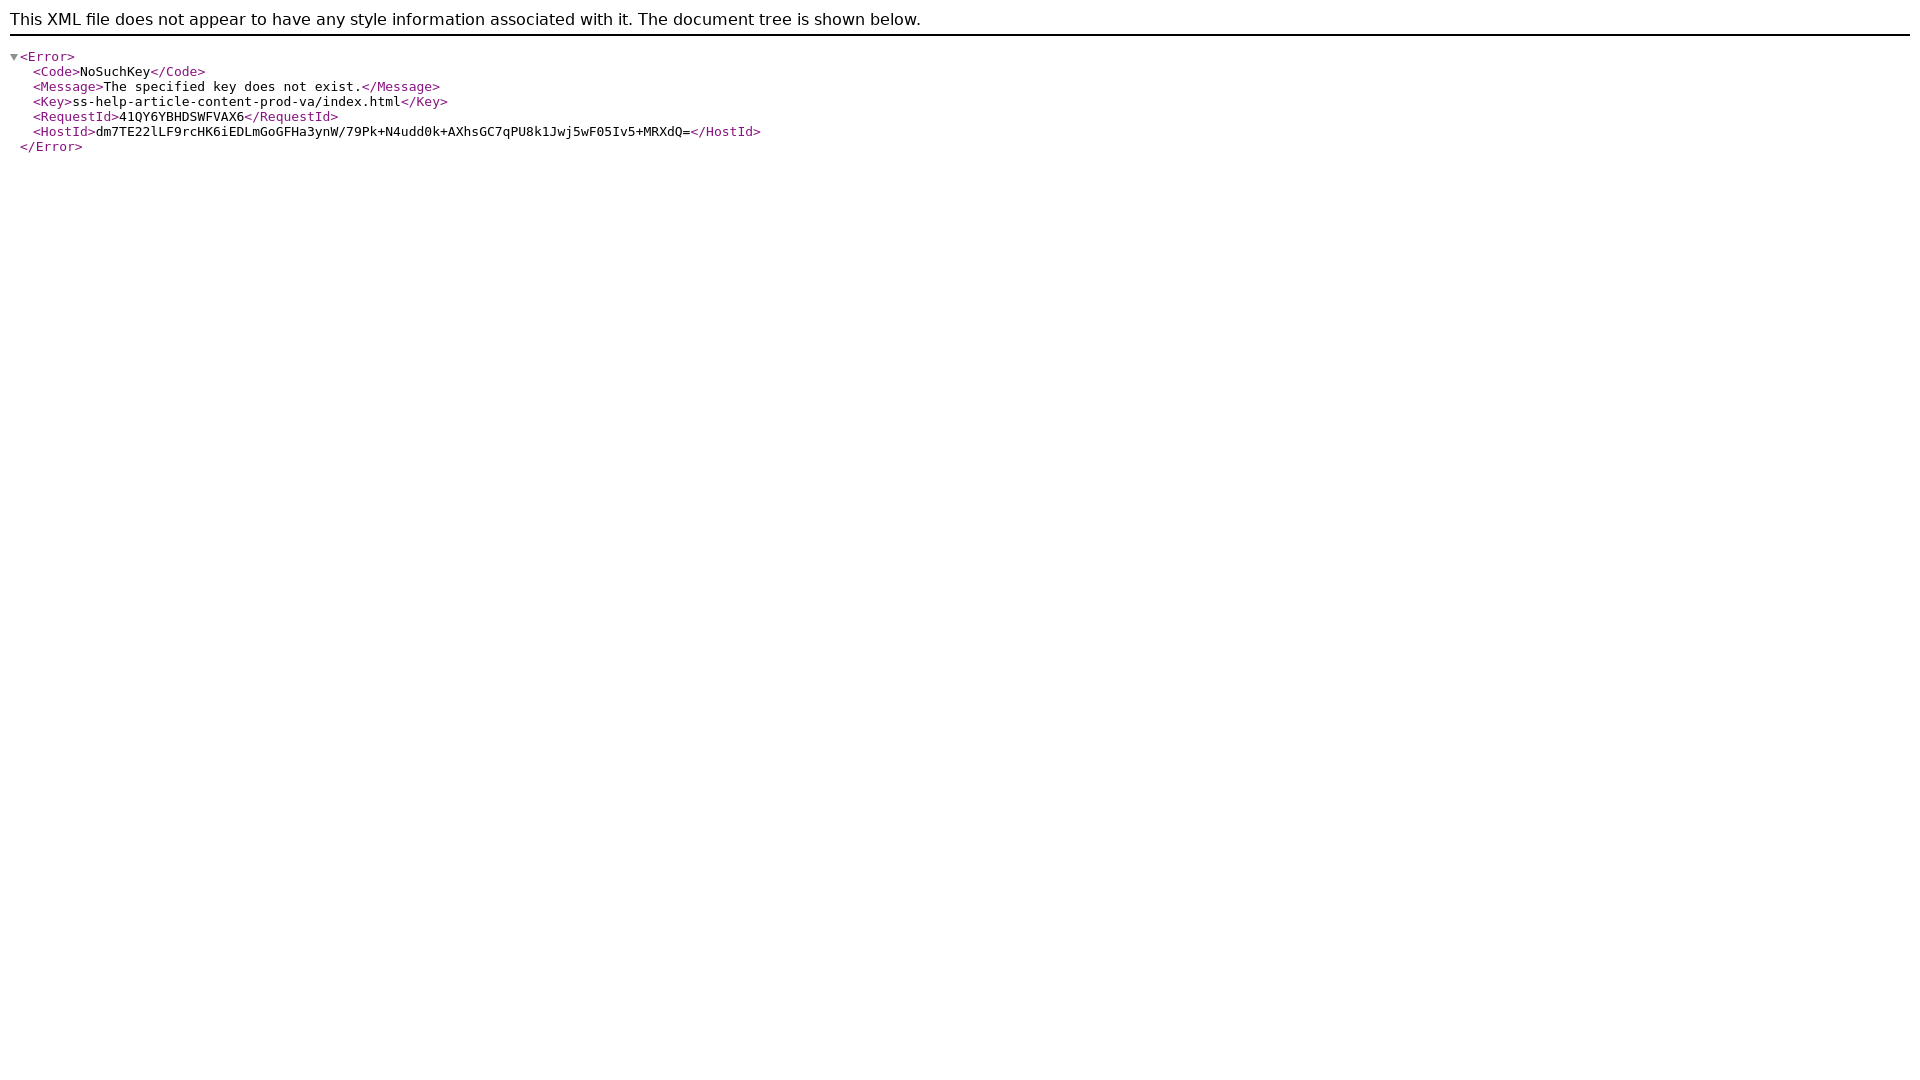 This XML file does not appear to have any style information associated with it. The document tree is shown below.
<Error>
<Code>NoSuchKey</Code>
<Message>The specified key does not exist.</Message>
<Key>ss-help-article-content-prod-va/index.html</Key>
<RequestId>41QY6YBHDSWFVAX6</RequestId>
<HostId>dm7TE22lLF9rcHK6iEDLmGoGFHa3ynW/79Pk+N4udd0k+AXhsGC7qPU8k1Jwj5wF05Iv5+MRXdQ=</HostId>
</Error>